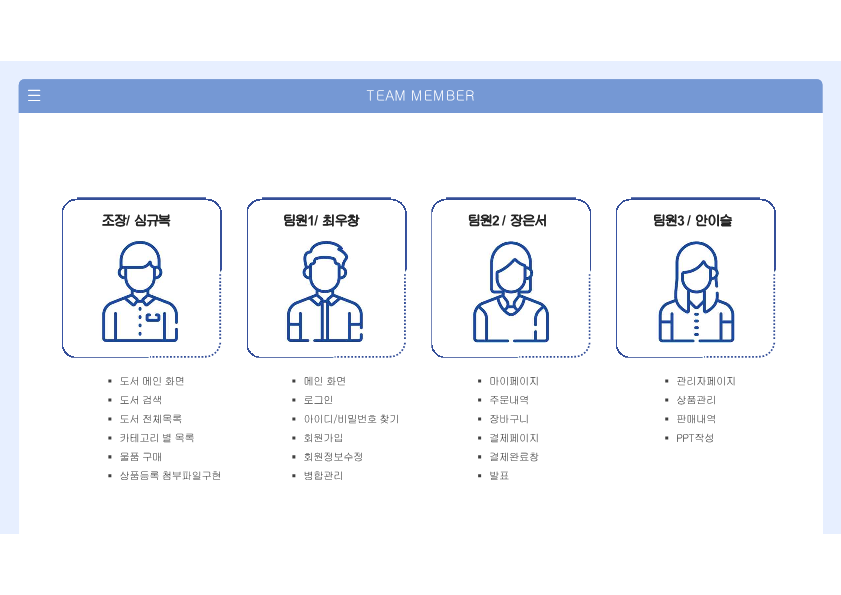 TEAM MEMBER
조장/ 심규복
도서 메인 화면
도서 검색
도서 전체목록
카테고리 별 목록
물품 구매
상품등록 첨부파일구현
팀원1/ 최우창
메인 화면
로그인
아이디/비밀번호 찾기
회원가입
회원정보수정
병합관리
팀원2 / 장은서
마이페이지
주문내역
장바구니
결제페이지
결제완료창
발표
팀원3 / 안이슬
관리자페이지
상품관리
판매내역
PPT작성